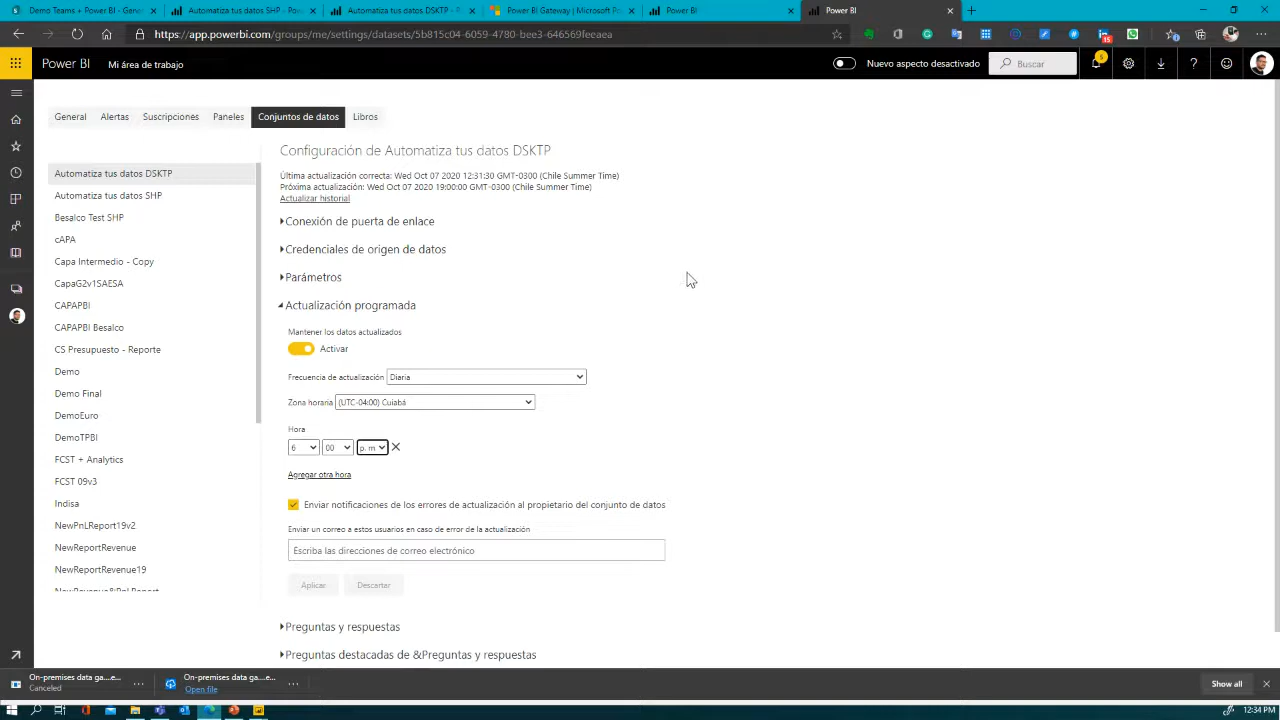 Demo Teams + Power BI - Gener
Automatiza tus datos SHP - Power
Automatiza tus datos DSKTP - P
Power BI Gateway | Microsoft Po
Power BI
Power BI
https://app.powerbi.com/groups/me/settings/datasets/5b815c04-6059-4780-bee3-646569feeaea
15
Power BI
Mi área de trabajo
Nuevo aspecto desactivado
Buscar
5
General
Alertas
Suscripciones
Paneles
Conjuntos de datos
Libros
Automatiza tus datos DSKTP
Automatiza tus datos SHP
Besalco Test SHP
cAPA
Capa Intermedio - Copy
CapaG2v1SAESA
CAPAPBI
CAPAPBI Besalco
CS Presupuesto - Reporte
Demo
Demo Final
DemoEuro
DemoTPBI
FCST + Analytics
FCST 09v3
Indisa
NewPnLReport19v2
NewReportRevenue
NewReportRevenue19
NewRevenue&PnLReport
Configuración de Automatiza tus datos DSKTP
Última actualización correcta: Wed Oct 07 2020 12:31:30 GMT-0300 (Chile Summer Time)
Próxima actualización: Wed Oct 07 2020 19:00:00 GMT-0300 (Chile Summer Time)
Actualizar historial
Conexión de puerta de enlace
Credenciales de origen de datos
Parámetros
Actualización programada
Mantener los datos actualizados
Activar
Frecuencia de actualización Diaria
Zona horaria (UTC-04:00) Cuiabá
Hora
6 00 p. m
Agregar otra hora
Enviar notificaciones de los errores de actualización al propietario del conjunto de datos
Enviar un correo a estos usuarios en caso de error de la actualización
Escriba las direcciones de correo electrónico
Aplicar
Descartar
Preguntas y respuestas
Preguntas destacadas de &Preguntas y respuestas
On-premises data ga....e...
Canceled
On-premises data ga....e...
Open file
Show all
12:34 PM